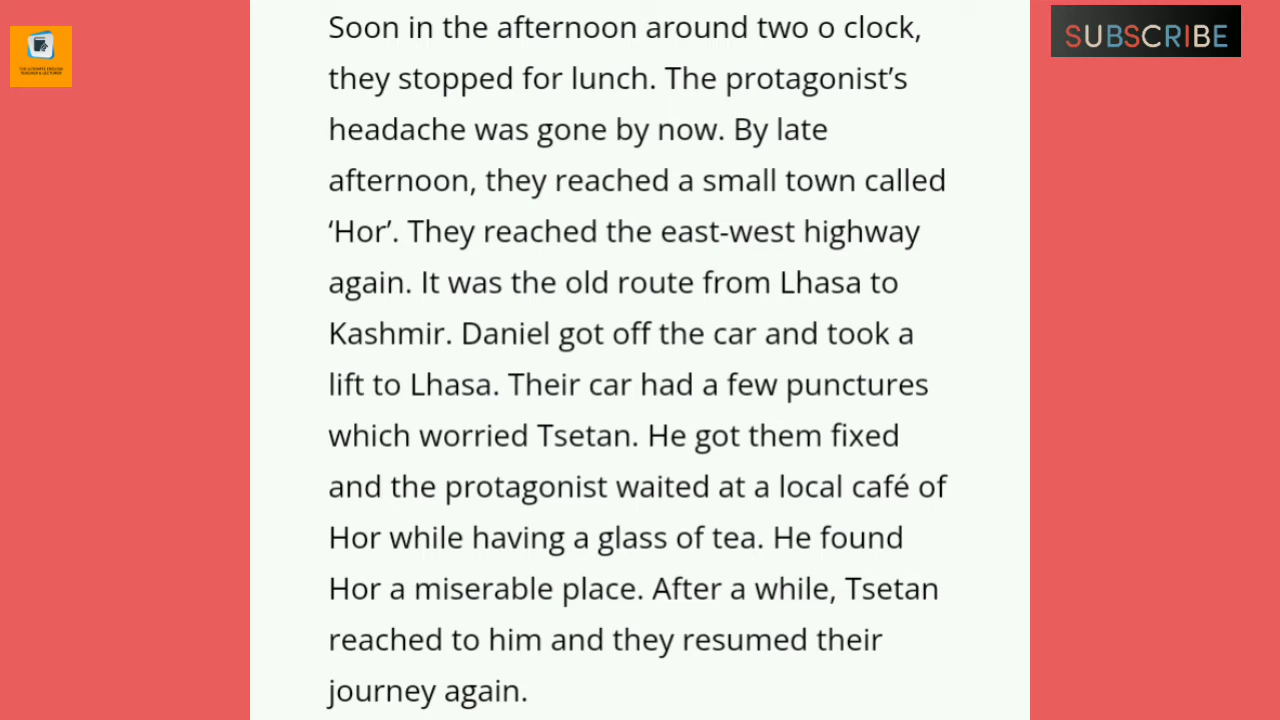 Soon in the afternoon around two o clock,
they stopped for lunch. The protagonist’s
headache was gone by now. By late
afternoon, they reached a small town called
‘Hor’. They reached the east-west highway
again. It was the old route from Lhasa to
Kashmir. Daniel got off the car and took a
lift to Lhasa. Their car had a few punctures
which worried Tsetan. He got them fixed
and the protagonist waited at a local café of
Hor while having a glass of tea. He found
Hor a miserable place. After a while, Tsetan
reached to him and they resumed their
journey again.
SUBSCRIBE
THE ULTIMATE ENGLISH
TEACHER & LECTURER